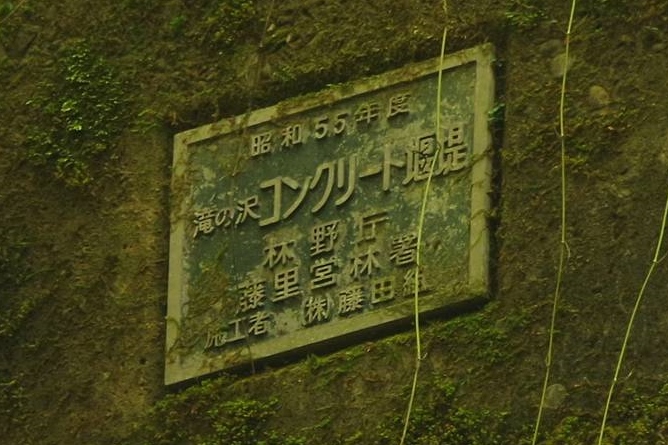 昭和55年度
滝の沢コンクリート堰堤
林野庁
藤里営林署
施工者 ㈱藤田組